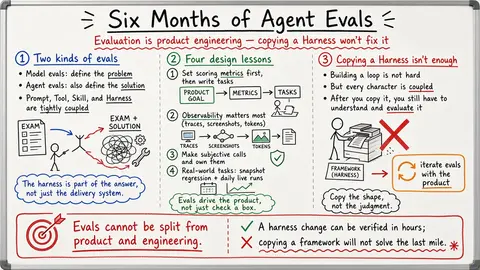 Six Months of Agent Evals
Evaluation is product engineering — copying a Harness won't fix it
1 Two kinds of evals
• Model evals: define the problem
• Agent evals: also define the solution
• Prompt, Tool, Skill, and Harness
are tightly coupled
EXAM
EXAM +
SOLUTION
The harness is part of the answer,
not just the delivery system.
2 Four design lessons
1 Set scoring metrics first,
then write tasks
PRODUCT
GOAL
METRICS
TASKS
2 Observability matters most
(traces, screenshots, tokens)
TRACES
SCREENSHOTS
TOKENS
3 Make subjective calls
and own them
4 Real-world tasks: snapshot
regression + daily live runs
Evals drive the product,
not just check a box.
3 Copying a Harness isn't enough
• Building a loop is not hard
• But every character is coupled
• After you copy it, you still have to
understand and evaluate it
FRAMEWORK
(HARNESS)
iterate evals
with the
product
Copy the shape,
not the judgment.
Evals cannot be split from
product and engineering.
✓ A harness change can be verified in hours;
✗ copying a framework will not solve the last mile.